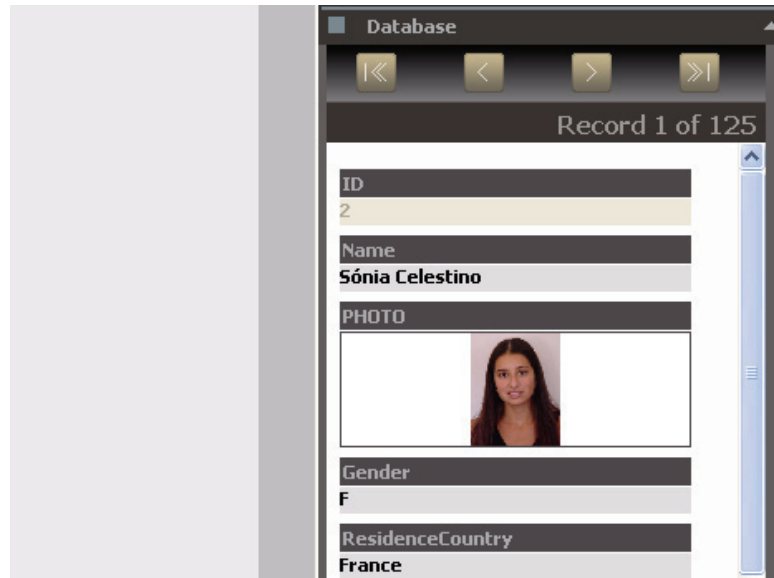 Database
Record 1 of 125
ID
2
Name
Sónia Celestino
PHOTO
Gender
F
ResidenceCountry
France